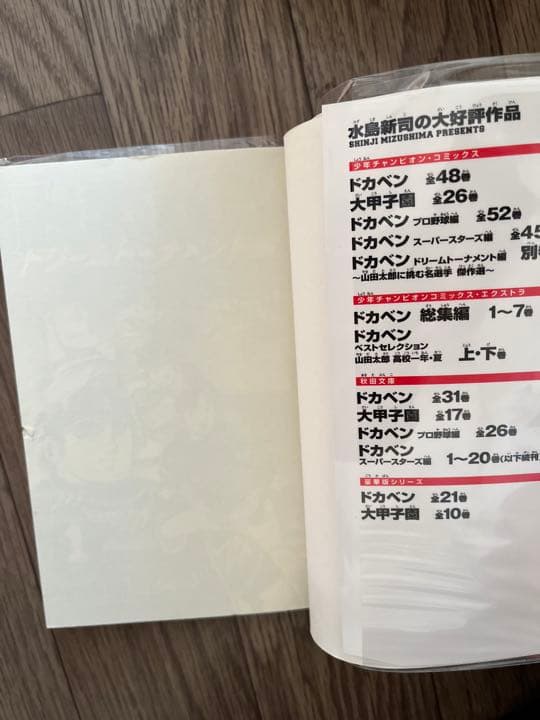 水島新司の大好評作品
SHINJI MIZUSHIMA PRESENTS
少年チャンピオン・コミックス
ドカベン 全48巻
大甲子園 全26巻
ドカベン プロ野球編 全52巻
ドカベン スーパースターズ編 全45
ドカベン ドリームトーナメント編 別
〜山田太郎に挑む名選手 傑作選〜
少年チャンピオンコミックス・エクストラ
ドカベン 総集編 1〜7巻
ドカベン
ベストセレクション
山田太郎 高校一年・夏 上・下巻
秋田文庫
ドカベン 全31巻
大甲子園 全17巻
ドカベン プロ野球編 全26巻
ドカベン
スーパースターズ編 1〜20巻(以下続刊
豪華版シリーズ
ドカベン 全21巻
大甲子園 全10巻